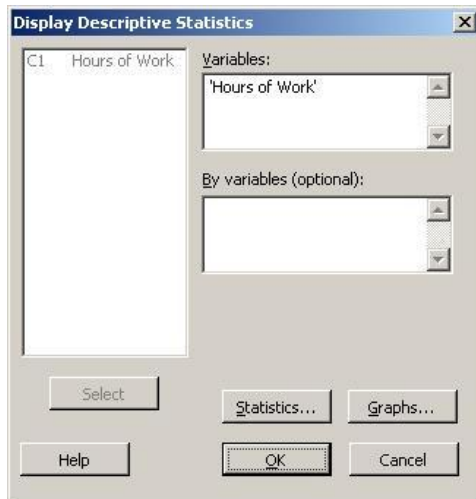 Display Descriptive Statistics
C1 Hours of Work
Variables:
'Hours of Work'
By variables (optional):
Select
Statistics...
Graphs...
Help
OK
Cancel